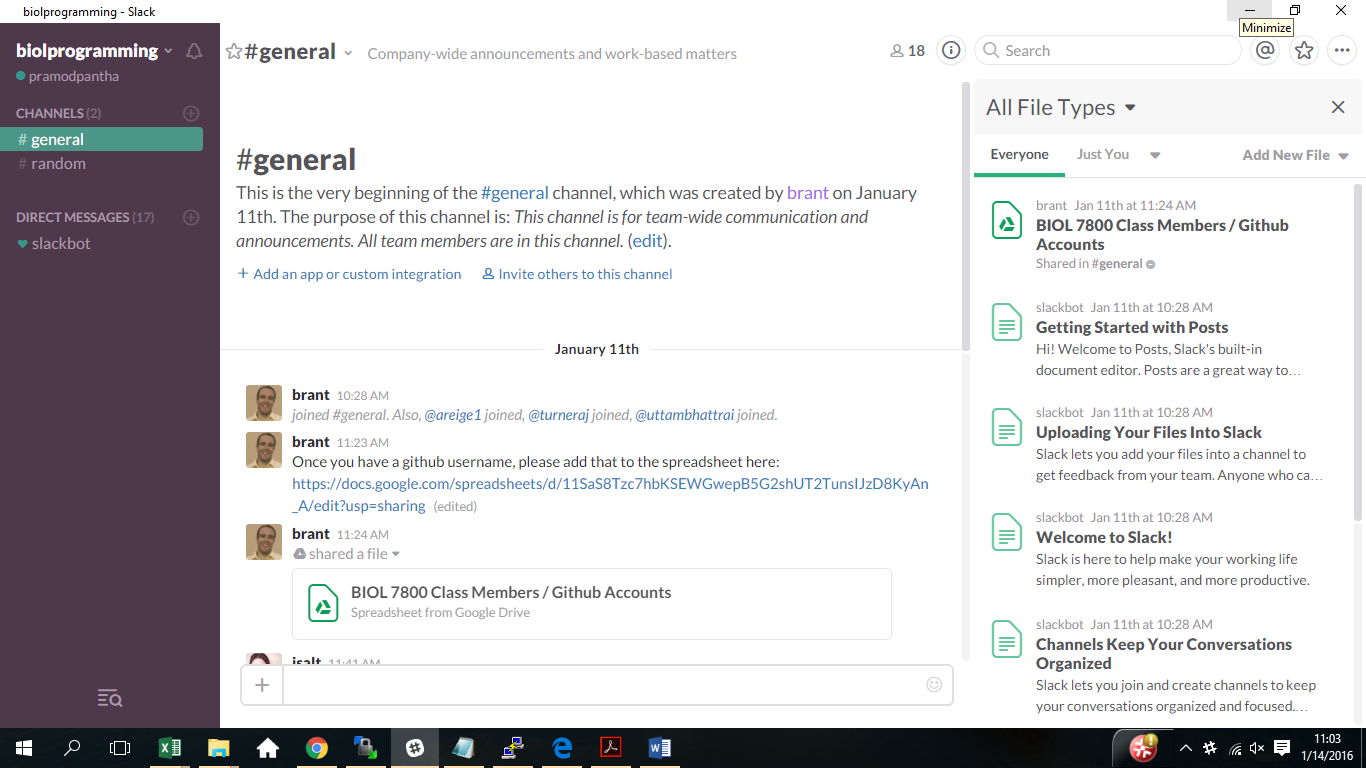 biolprogramming - Slack
Minimize
biolprogramming
pramodpantha
CHANNELS (2)
# general
# random
DIRECT MESSAGES (17)
slackbot
#general
Company-wide announcements and work-based matters
18
Search
#general
This is the very beginning of the #general channel, which was created by brant on January
11th. The purpose of this channel is: This channel is for team-wide communication and
announcements. All team members are in this channel. (edit).
+ Add an app or custom integration
Invite others to this channel
January 11th
brant 10:28 AM
joined #general. Also, @areige1 joined, @turneraj joined, @uttambhattrai joined.
brant 11:23 AM
Once you have a github username, please add that to the spreadsheet here:
https://docs.google.com/spreadsheets/d/11SaS8Tzc7hbKSEWGwepB5G2shUT2TunsIJzD8KyAn
_A/edit?usp=sharing (edited)
brant 11:24 AM
shared a file
BIOL 7800 Class Members / Github Accounts
Spreadsheet from Google Drive
jsalt 11:41 AM
All File Types
Everyone
Just You
Add New File
brant Jan 11th at 11:24 AM
BIOL 7800 Class Members / Github
Accounts
Shared in #general
slackbot Jan 11th at 10:28 AM
Getting Started with Posts
Hi! Welcome to Posts, Slack's built-in
document editor. Posts are a great way to…
slackbot Jan 11th at 10:28 AM
Uploading Your Files Into Slack
Slack lets you add your files into a channel to
get feedback from your team. Anyone who ca…
slackbot Jan 11th at 10:28 AM
Welcome to Slack!
Slack is here to help make your working life
simpler, more pleasant, and more productive.
slackbot Jan 11th at 10:28 AM
Channels Keep Your Conversations
Organized
Slack lets you join and create channels to keep
your conversations organized and focused.…
11:03
1/14/2016